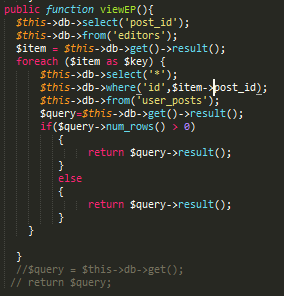 public function viewEP(){
$this->db->select('post_id');
$this->db->from('editors');
$item = $this->db->get()->result();
foreach ($item as $key) {
$this->db->select('*');
$this->db->where('id',$item->post_id);
$this->db->from('user_posts');
$query=$this->db->get()->result();
if($query->num_rows() > 0)
{
return $query->result();
}
else
{
return $query->result();
}
}
}
//$query = $this->db->get();
// return $query;